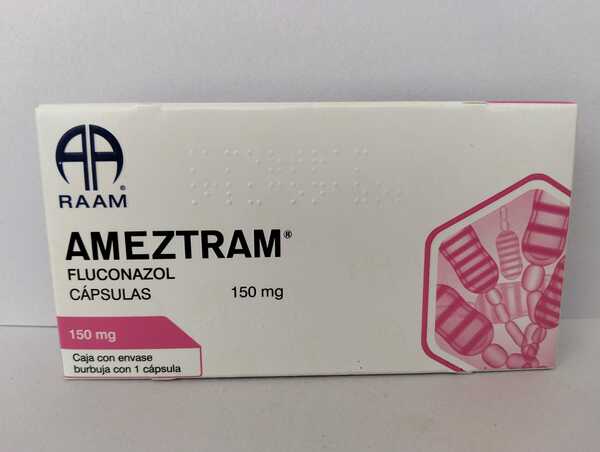 RAAM®
AMEZTRAM®
FLUCONAZOL
CÁPSULAS 150 mg
150 mg
Caja con envase
burbuja con 1 cápsula